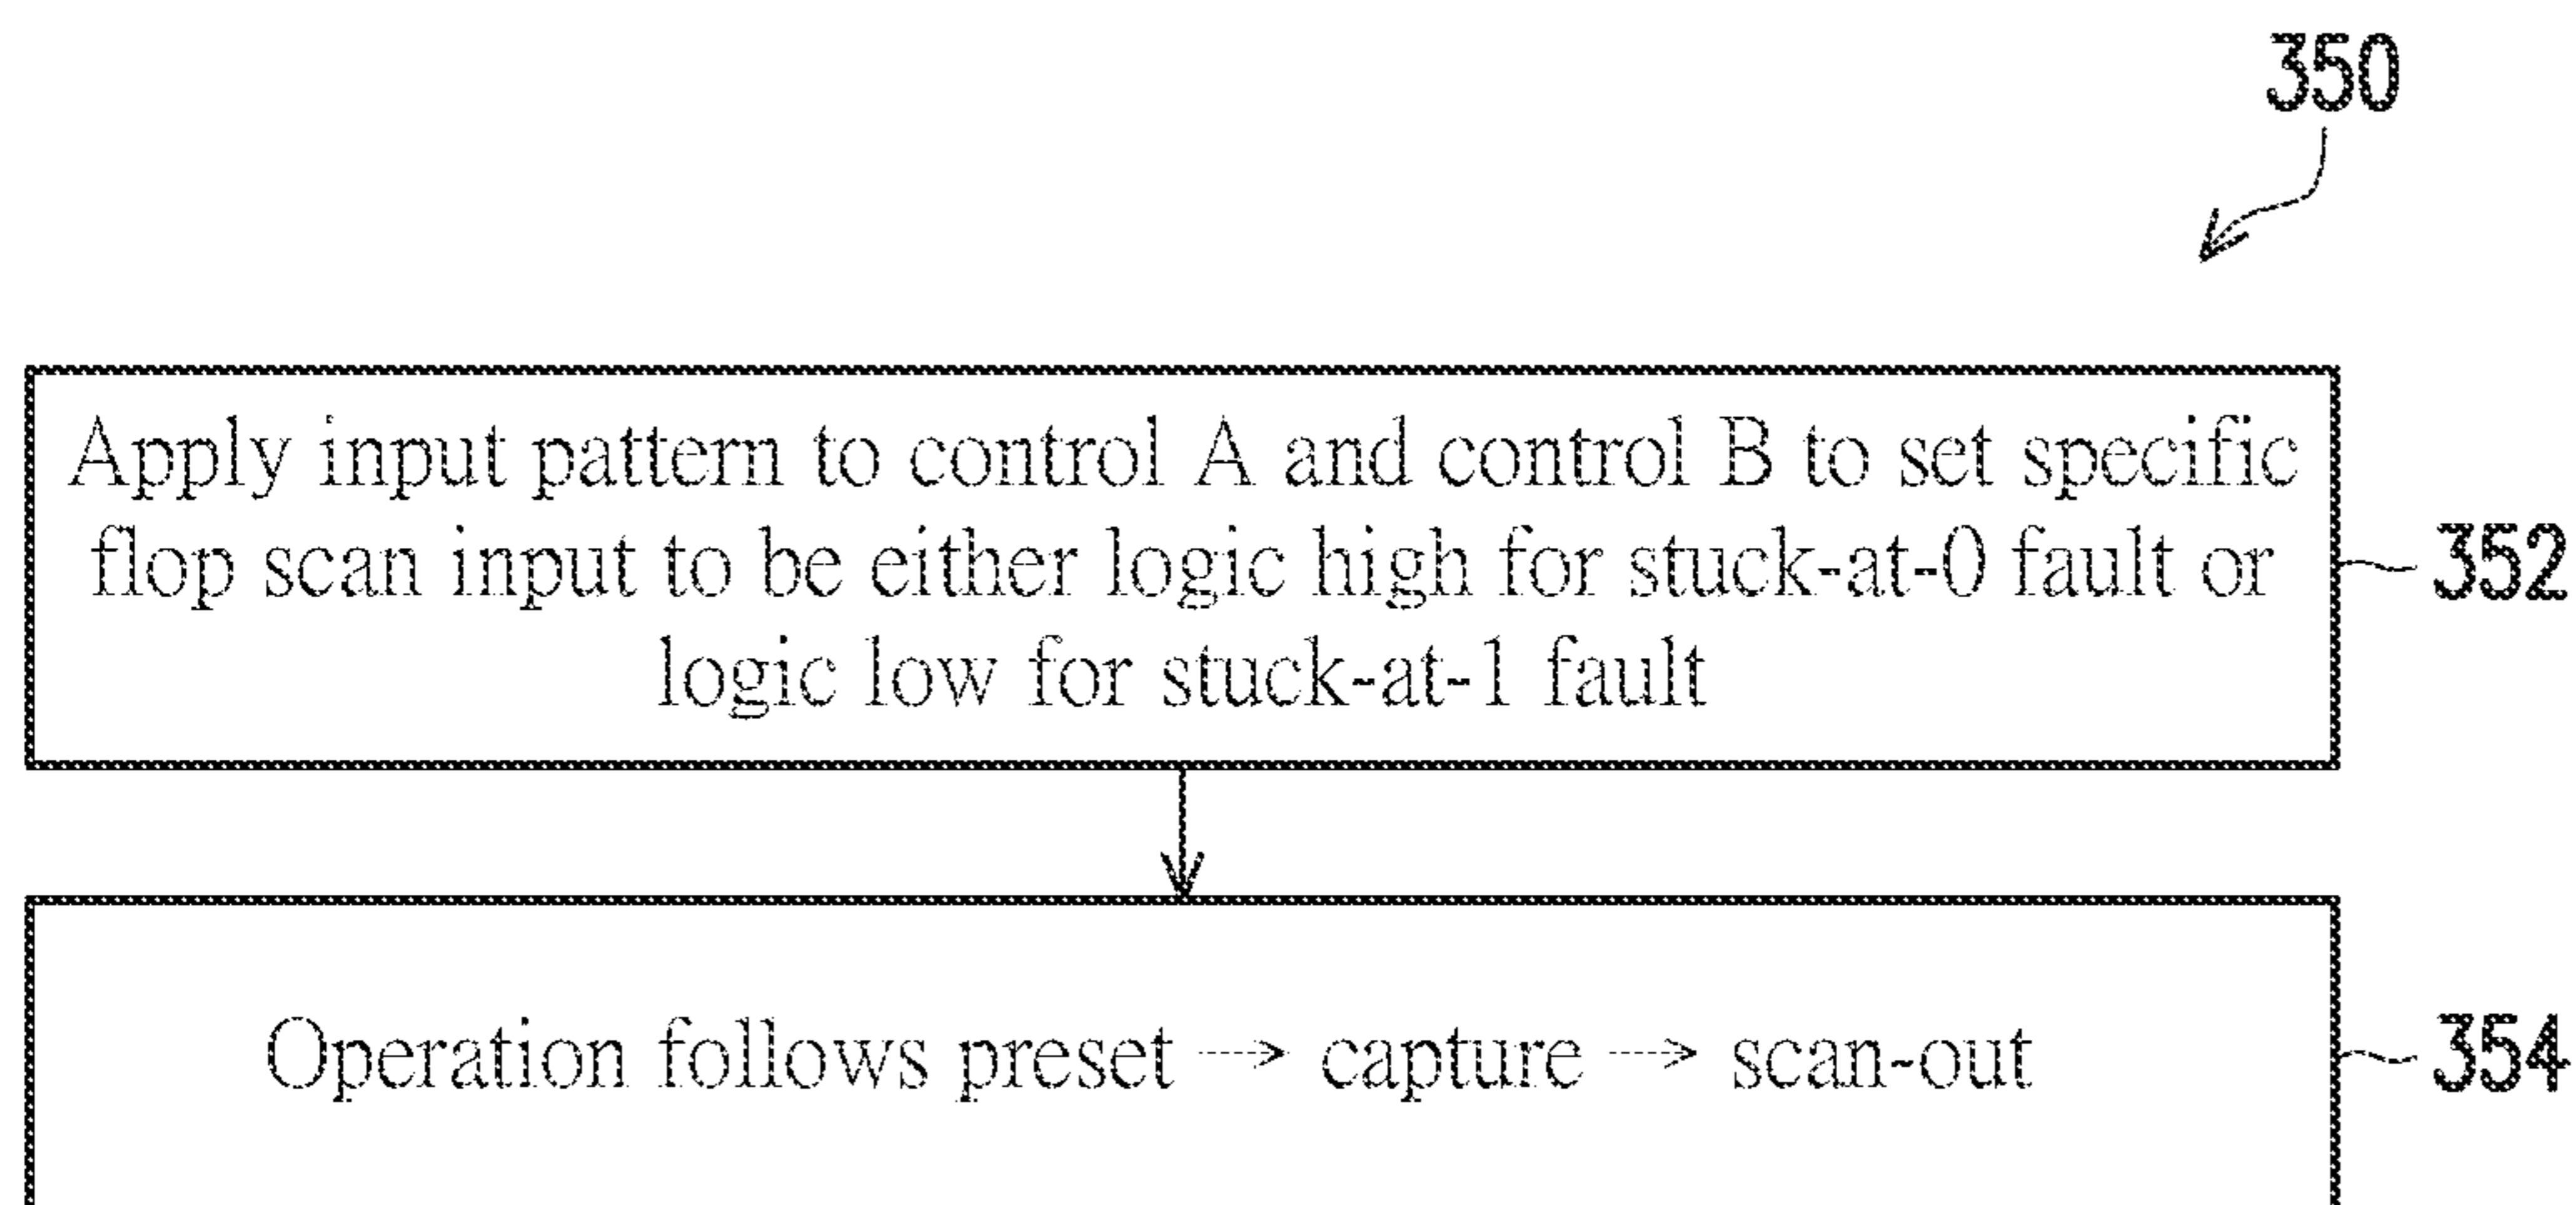 350
Apply input pattern to control A and control B to set specific
flop scan input to be either logic high for stuck-at-0 fault or
logic low for stuck-at-1 fault
352
Operation follows preset → capture → scan-out
354